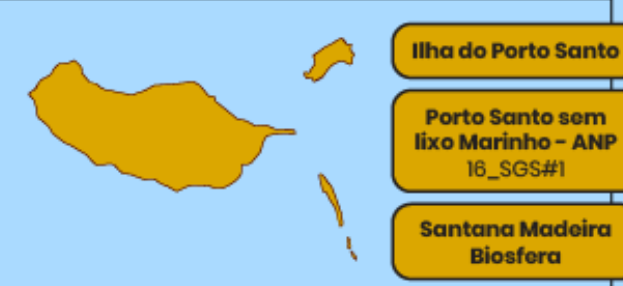 Ilha do Porto Santo
Porto Santo sem
lixo Marinho - ANP
16_SGS#1
Santana Madeira
Biosfera